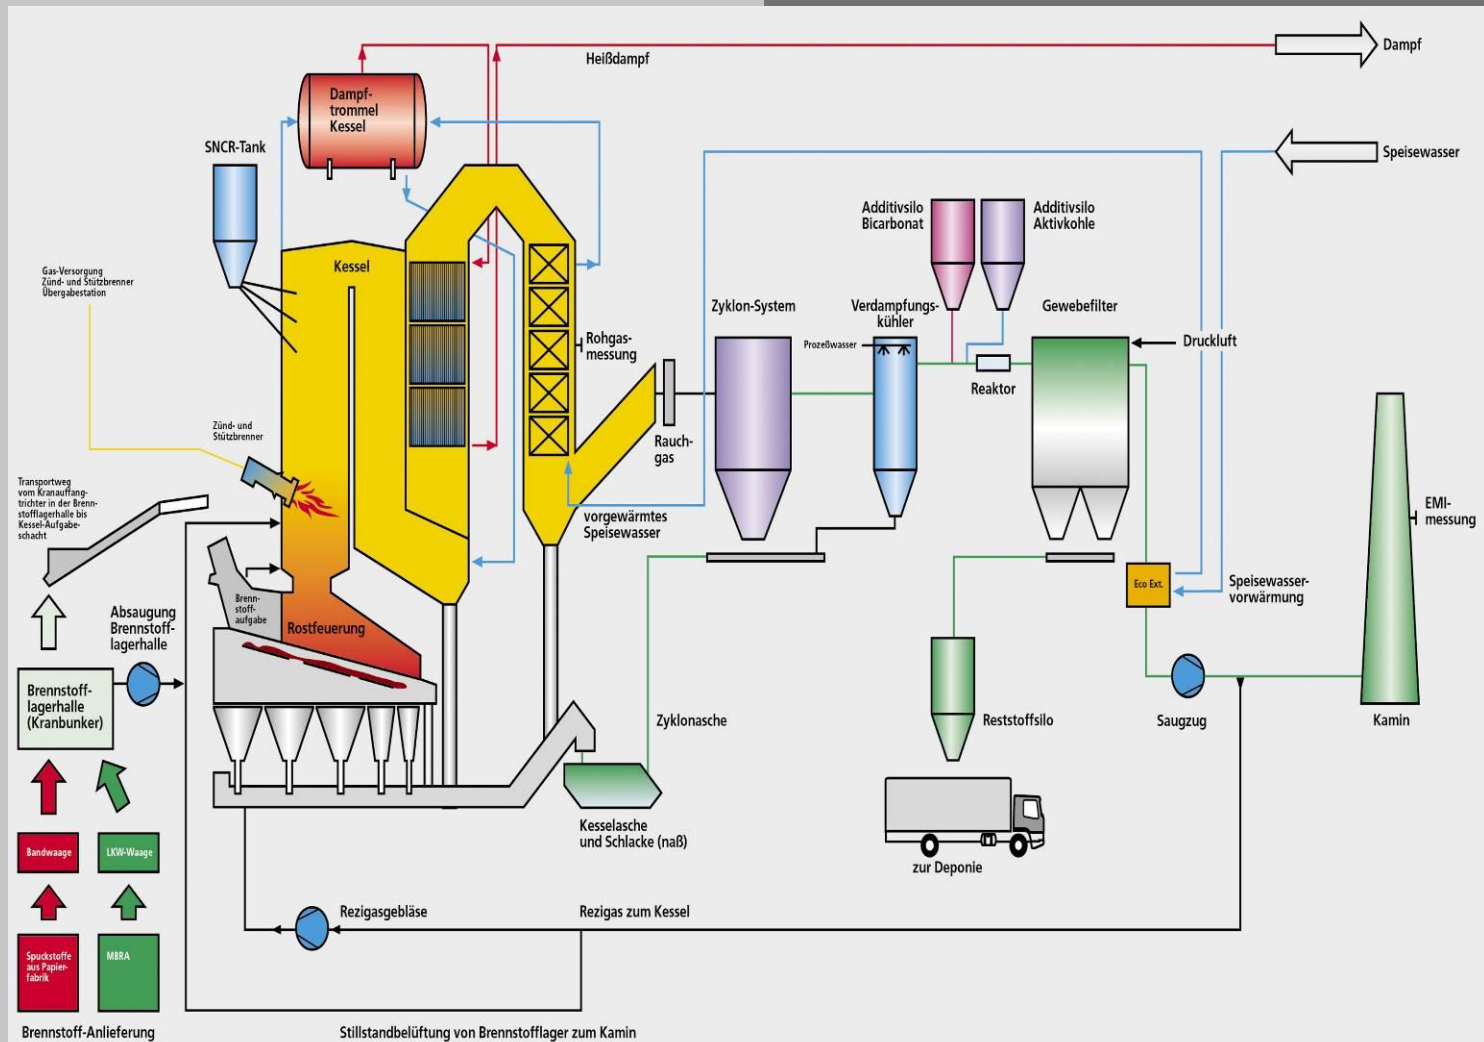 Heißdampf
Dampf
Dampf-
trommel
Kessel
SNCR-Tank
Speisewasser
Additivsilo
Bicarbonat
Additivsilo
Aktivkohle
Gas-Versorgung
Zünd- und Stützbrenner
Übergabestation
Kessel
Zyklon-System
Verdampfungs-
kühler
Gewebefilter
Rohgas-
messung
Prozeßwasser
Druckluft
Reaktor
Rauch-
gas
Zünd- und
Stützbrenner
Transportweg
vom Kranauffang-
trichter in der Brenn-
stofflagerhalle bis
Kessel-Aufgabe-
schacht
vorgewärmtes
Speisewasser
EMI-
messung
Eco Ext.
Speisewasser-
vorwärmung
Absaugung
Brennstoff-
lagerhalle
Brenn-
stoff-
aufgabe
Rostfeuerung
Brennstoff-
lagerhalle
(Kranbunker)
Zyklonasche
Reststoffsilo
Saugzug
Kamin
Kesselasche
und Schlacke (naß)
Bandwaage
LKW-Waage
zur Deponie
Rezigasgebläse
Rezigas zum Kessel
Spuckstoffe
aus Papier-
fabrik
MBRA
Brennstoff-Anlieferung
Stillstandbelüftung von Brennstofflager zum Kamin